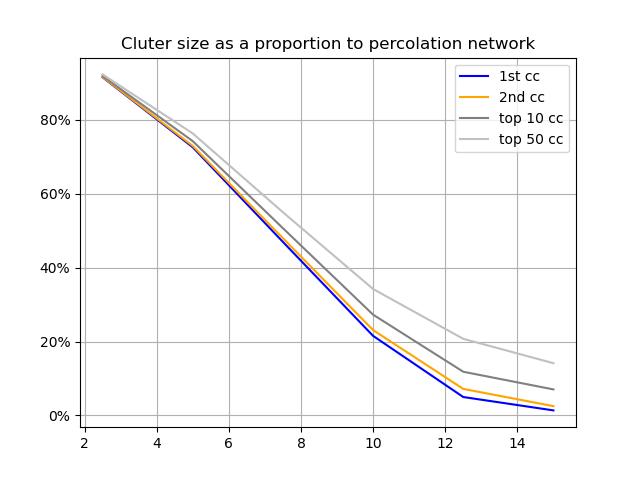 Cluter size as a proportion to percolation network
1st cc
2nd cc
top 10 cc
top 50 cc
80%
60%
40%
20%
0%
2 4 6 8 10 12 14